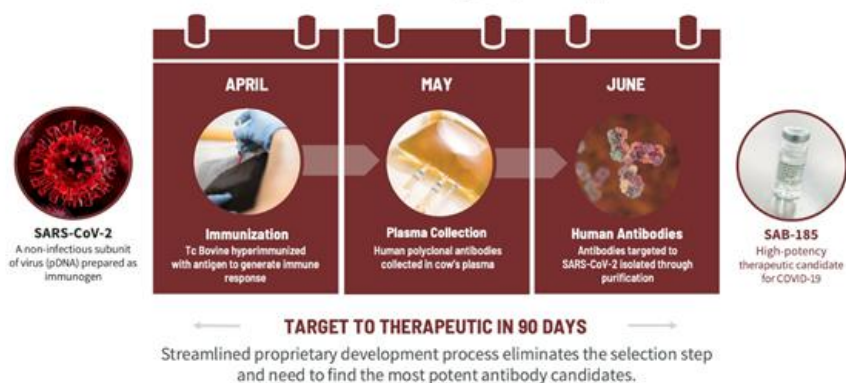 APRIL
MAY
JUNE
SARS-CoV-2
A non-infectious subunit
of virus (pDNA) prepared as
immunogen
Immunization
Tc Bovine hyperimmunized
with antigen to generate immune
response
Plasma Collection
Human polyclonal antibodies
collected in cow's plasma
Human Antibodies
Antibodies targeted to
SARS-CoV-2 isolated through
purification
SAB-185
High-potency
therapeutic candidate
for COVID-19
TARGET TO THERAPEUTIC IN 90 DAYS
Streamlined proprietary development process eliminates the selection step
and need to find the most potent antibody candidates.